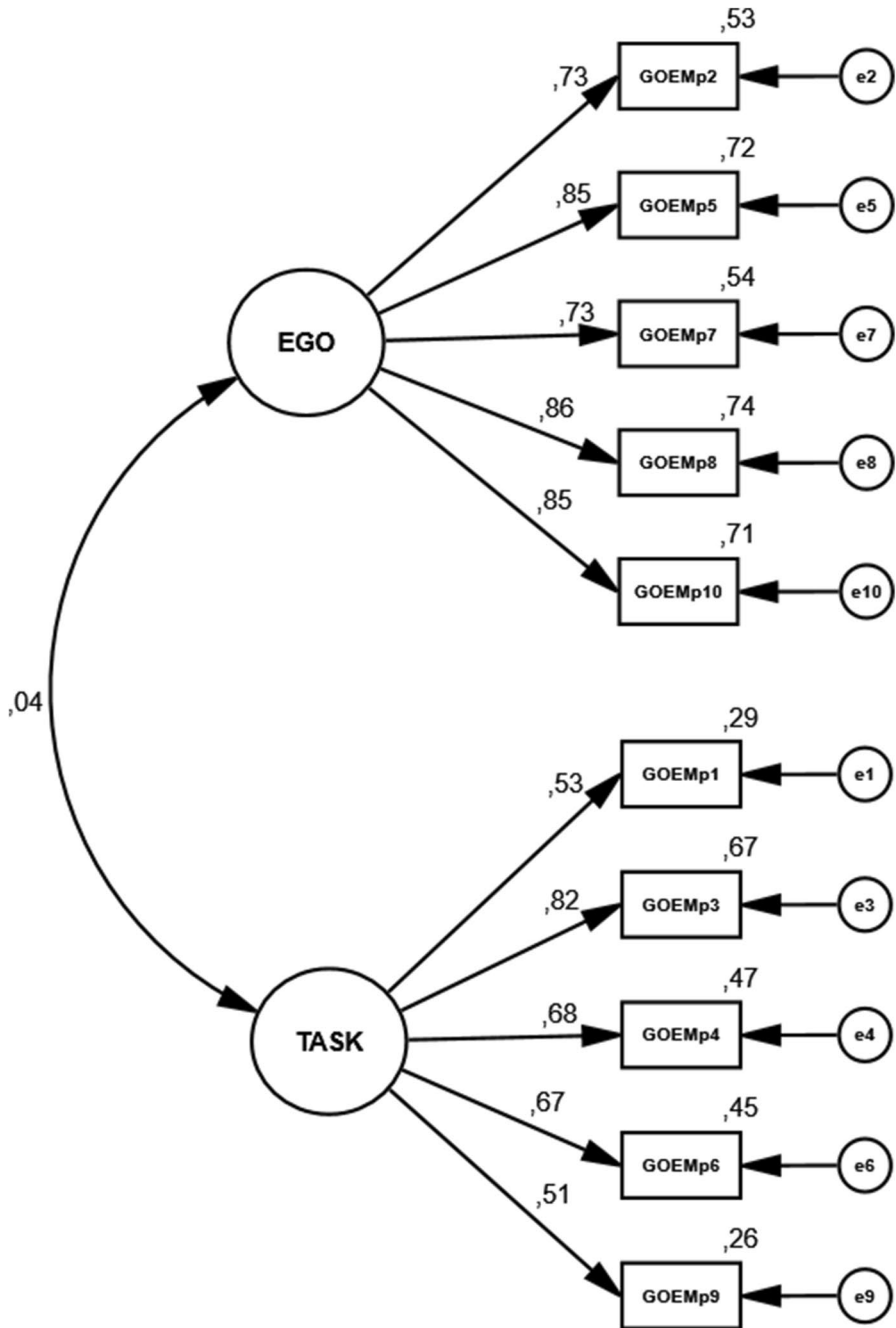 ,53
,73
GOEMp2
e2
,72
,85
GOEMp5
e5
,54
,73
GOEMp7
e7
EGO
,74
,86
GOEMp8
e8
,71
,85
GOEMp10
e10
,04
,29
,53
GOEMp1
e1
,67
,82
GOEMp3
e3
,47
,68
GOEMp4
e4
TASK
,45
,67
GOEMp6
e6
,26
,51
GOEMp9
e9